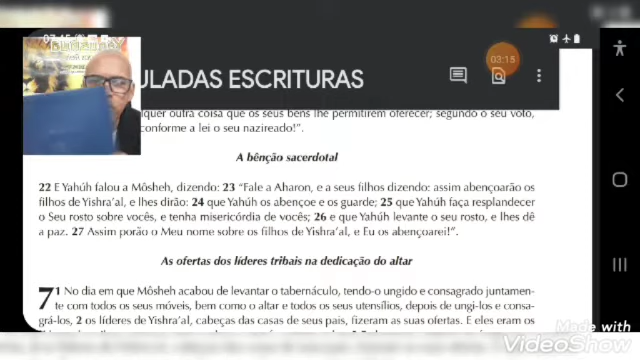 07:45
03:15
ULADAS ESCRITURAS
lquer outra coisa que os seus bens lhe permitirem oferecer; segundo o seu voto,
conforme a lei o seu nazireado!".
A bênção sacerdotal
22 E Yahúh falou a Môsheh, dizendo: 23 "Fale a Aharon, e a seus filhos dizendo: assim abençoarão os
filhos de Yishra'al, e lhes dirão: 24 que Yahúh os abençoe e os guarde; 25 que Yahúh faça resplandecer
o Seu rosto sobre vocês, e tenha misericórdia de vocês; 26 e que Yahúh levante o seu rosto, e lhes dê
a paz. 27 Assim porão o Meu nome sobre os filhos de Yishra'al, e Eu os abençoarei!".
As ofertas dos líderes tribais na dedicação do altar
7 1 No dia em que Môsheh acabou de levantar o tabernáculo, tendo-o ungido e consagrado juntamen-
te com todos os seus móveis, bem como o altar e todos os seus utensílios, depois de ungi-los e consa-
grá-los, 2 os líderes de Yishra'al, cabeças das casas de seus pais, fizeram as suas ofertas. E eles eram os
Made with
VideoShow